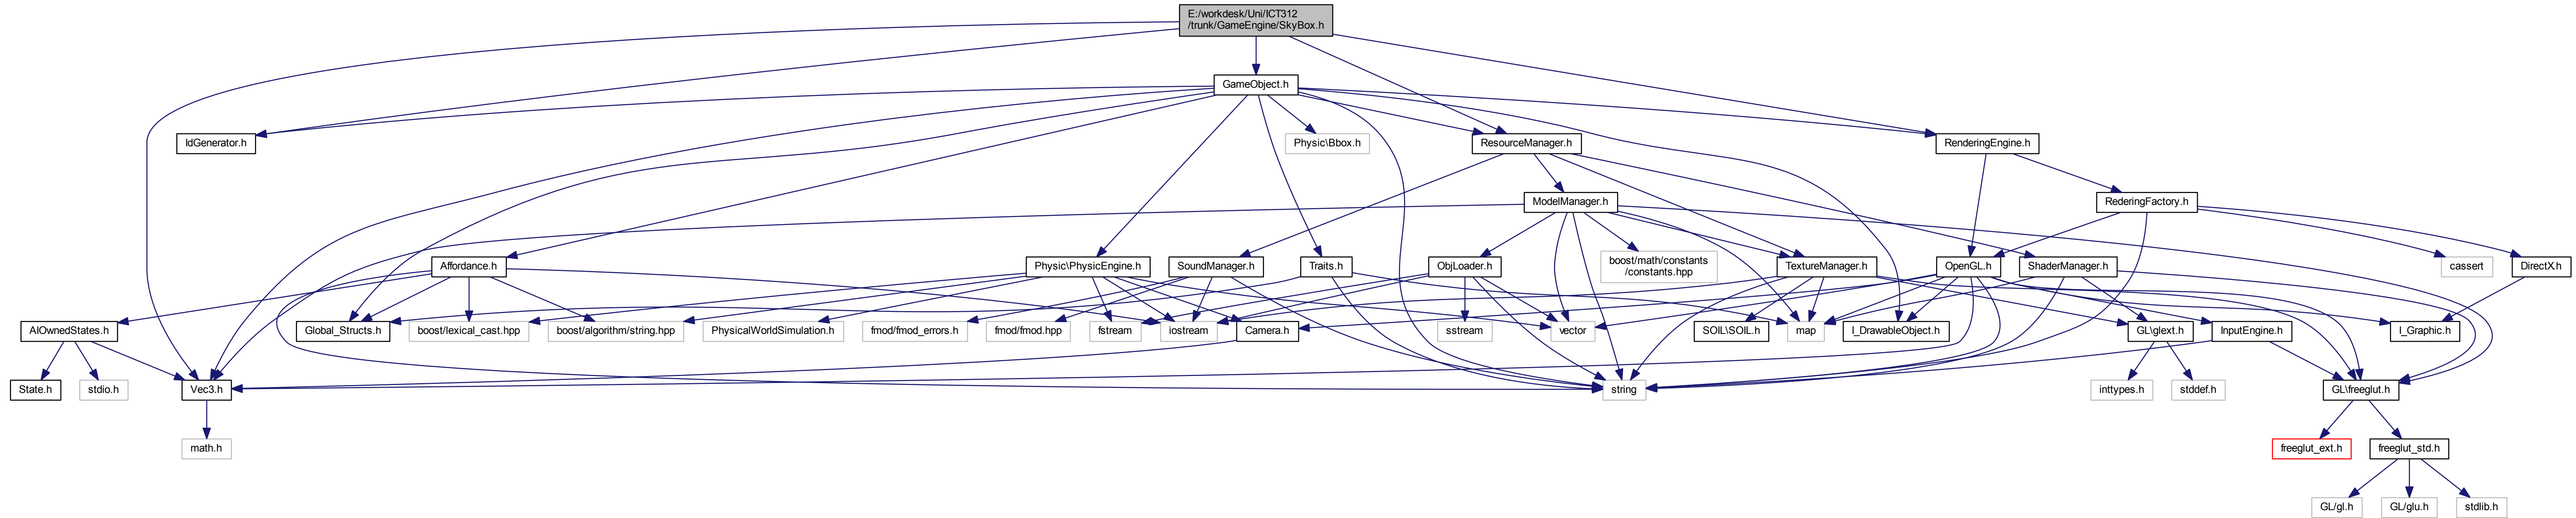 E:/workdesk/Uni/ICT312
/trunk/GameEngine/SkyBox.h
GameObject.h
IdGenerator.h
Physic\Bbox.h
ResourceManager.h
RenderingEngine.h
ModelManager.h
RederingFactory.h
Affordance.h
Physic\PhysicEngine.h
SoundManager.h
Traits.h
ObjLoader.h
boost/math/constants
/constants.hpp
TextureManager.h
OpenGL.h
ShaderManager.h
cassert
DirectX.h
AIOwnedStates.h
Global_Structs.h
boost/lexical_cast.hpp
boost/algorithm/string.hpp
PhysicalWorldSimulation.h
fmod/fmod_errors.h
fmod/fmod.hpp
fstream
iostream
Camera.h
sstream
vector
SOIL\SOIL.h
map
I_DrawableObject.h
GL\glext.h
InputEngine.h
I_Graphic.h
State.h
stdio.h
Vec3.h
string
inttypes.h
stddef.h
GL\freeglut.h
math.h
freeglut_ext.h
freeglut_std.h
GL/gl.h
GL/glu.h
stdlib.h